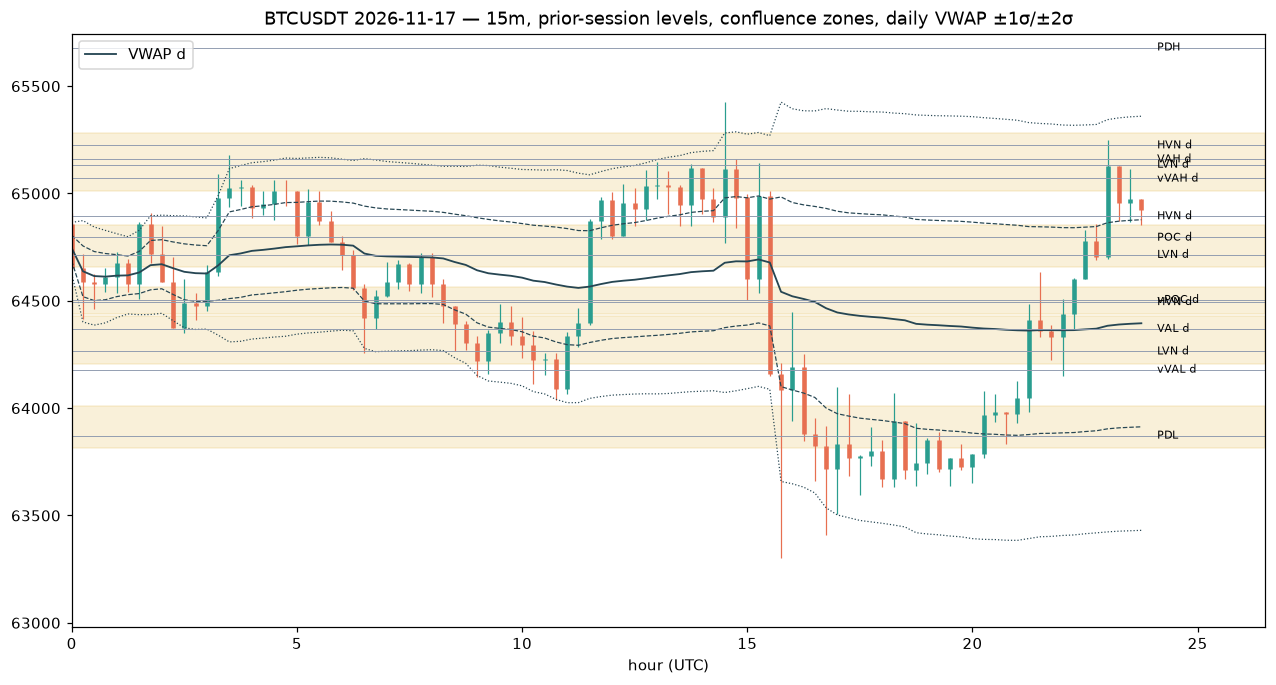 BTCUSDT 2026-11-17 — 15m, prior-session levels, confluence zones, daily VWAP ±1σ/±2σ
VWAP d
PDH
65500
HVN d
VAH d
LVN d
vVAH d
65000
HVN d
POC d
LVN d
64500
vPOC d
HVN d
VAL d
LVN d
vVAL d
64000
PDL
63500
63000
0
5
10
15
20
25
hour (UTC)